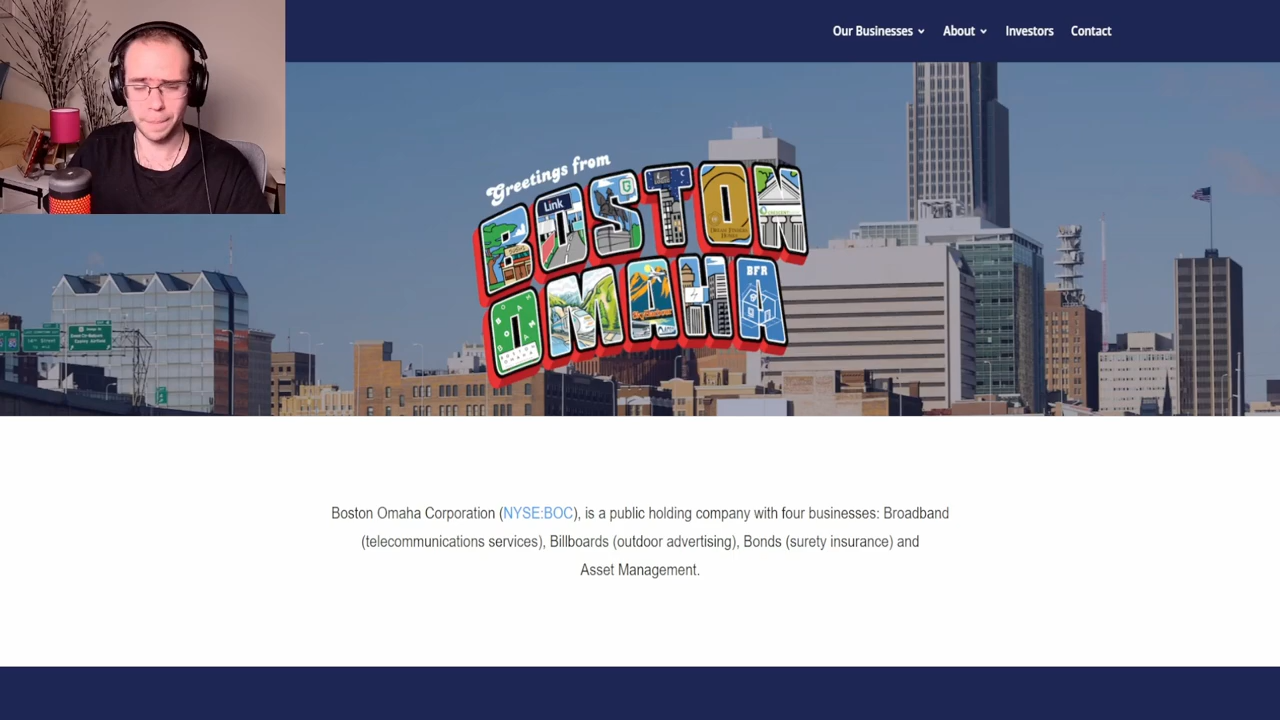 Our Businesses
About
Investors
Contact
Greetings from
BOSTON
OMAHA
Link
G
BFR
Boston Omaha Corporation (NYSE:BOC), is a public holding company with four businesses: Broadband
(telecommunications services), Billboards (outdoor advertising), Bonds (surety insurance) and
Asset Management.